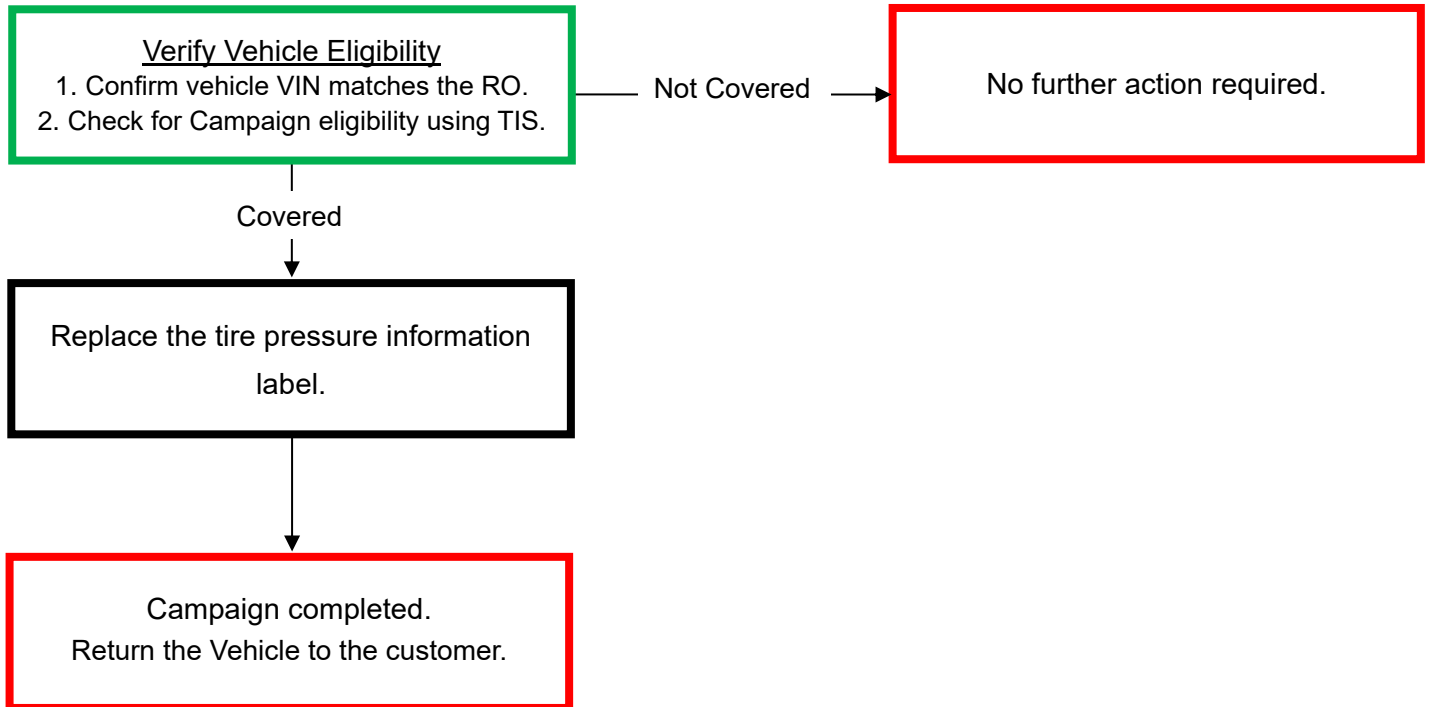 Verify Vehicle Eligibility
1. Confirm vehicle VIN matches the RO.
2. Check for Campaign eligibility using TIS.
Not Covered
No further action required.
Covered
Replace the tire pressure information
label.
Campaign completed.
Return the Vehicle to the customer.